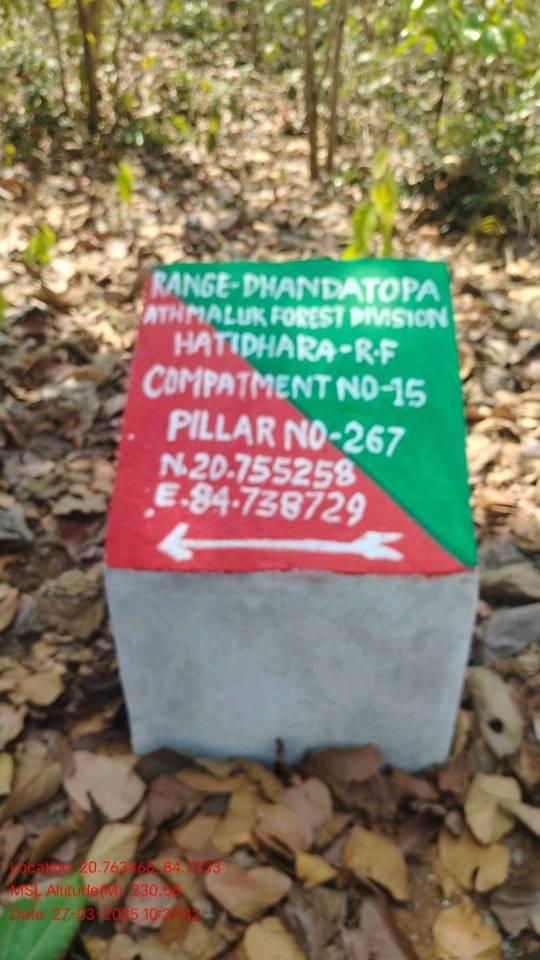 RANGE-DHANDATOPA
ATHMALUK FOREST DIVISION
HATIDHARA-R.F
COMPATMENT NO-15
PILLAR NO-267
N.20.755258
E.84.738729
Location: 20.763466, 84.7333
MSL Altitude(M): 230.58
Date: 27-03-2025 10:37:42